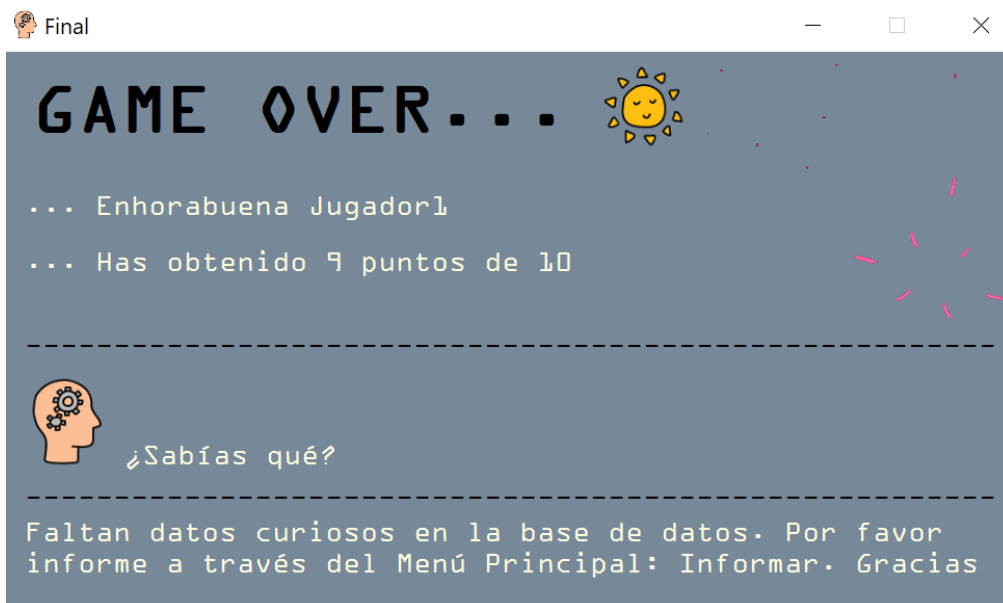 Final
GAME OVER...
... Enhorabuena Jugador1
... Has obtenido 9 puntos de 10
¿Sabías qué?
Faltan datos curiosos en la base de datos. Por favor
informe a través del Menú Principal: Informar. Gracias